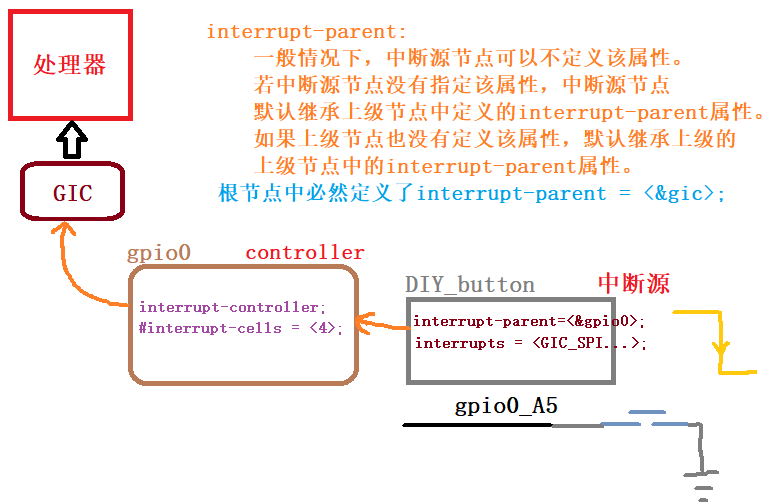 处理器
interrupt-parent:
一般情况下，中断源节点可以不定义该属性。
若中断源节点没有指定该属性，中断源节点
默认继承上级节点中定义的interrupt-parent属性。
如果上级节点也没有定义该属性，默认继承上级的
上级节点中的interrupt-parent属性。
根节点中必然定义了interrupt-parent = <&gic>;
GIC
gpio0
controller
interrupt-controller;
#interrupt-cells = <4>;
DIY_button
中断源
interrupt-parent=<&gpio0>;
interrupts = <GIC_SPI...>;
gpio0_A5